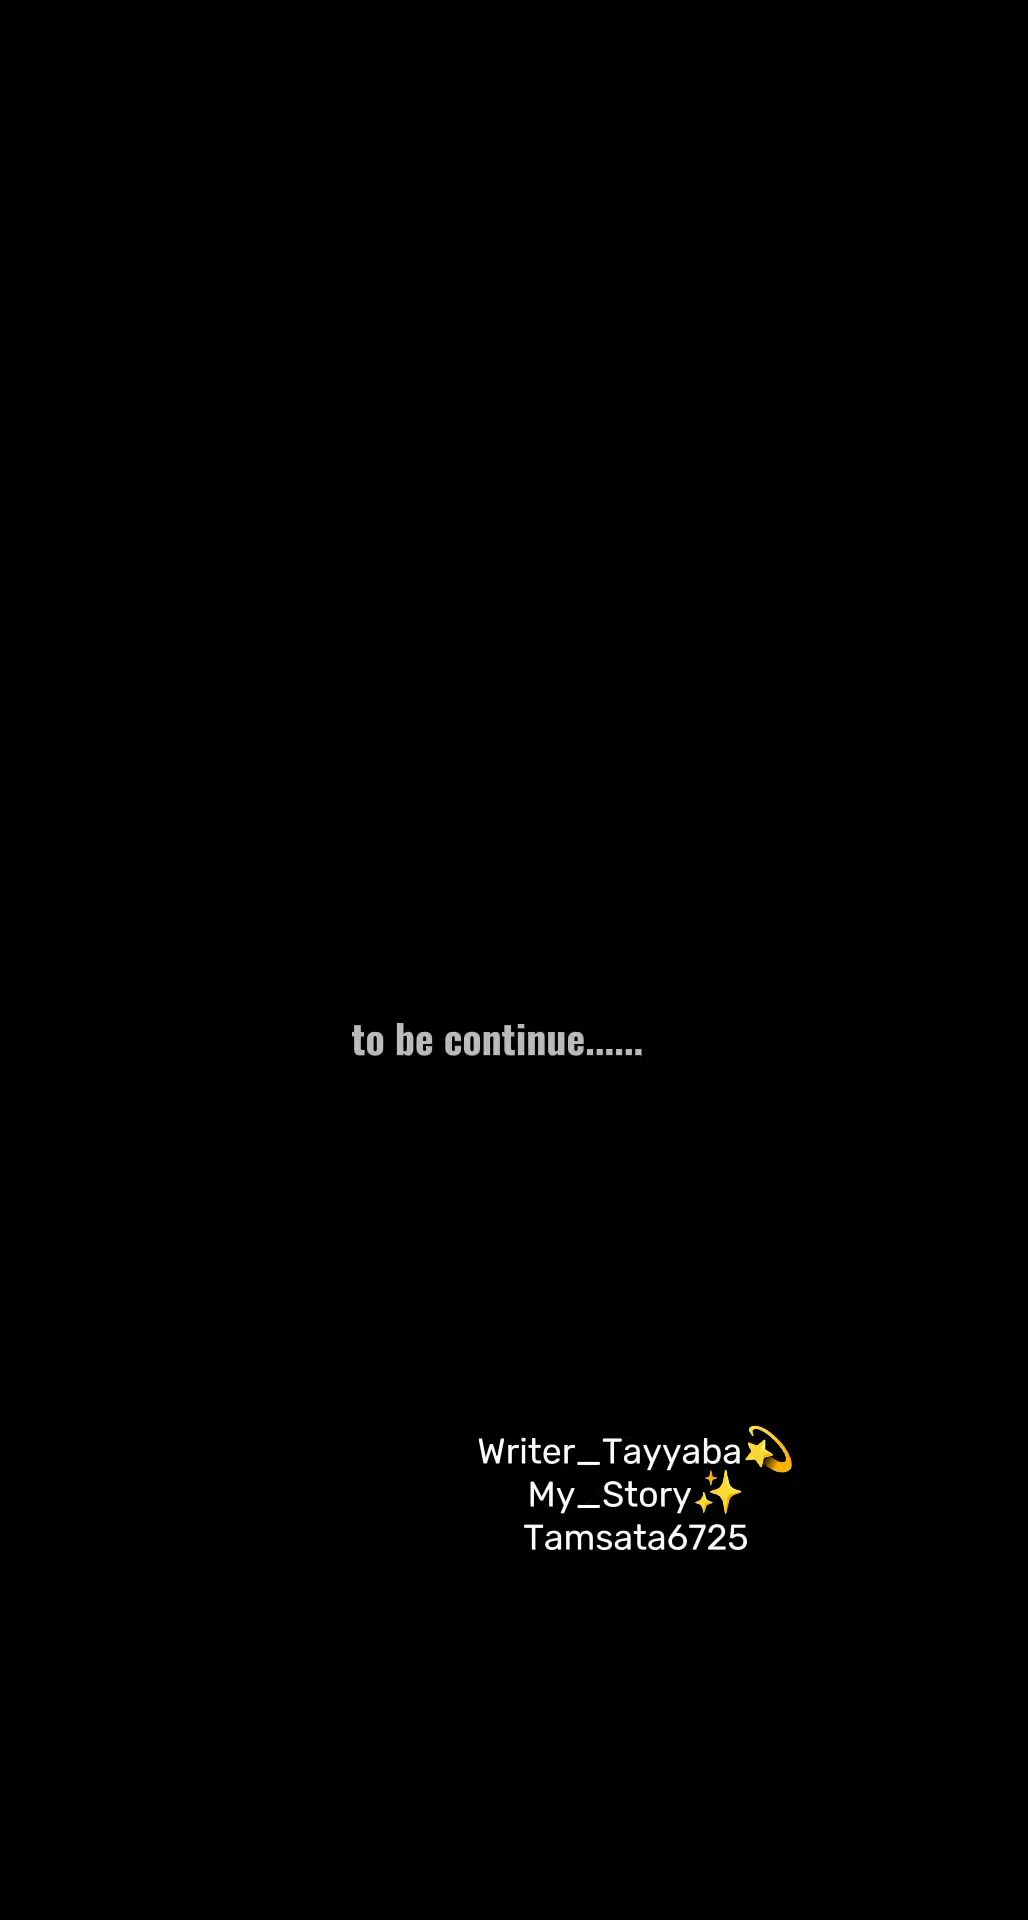 to be continue......
Writer_Tayyaba💫
My_Story✨
Tamsata6725